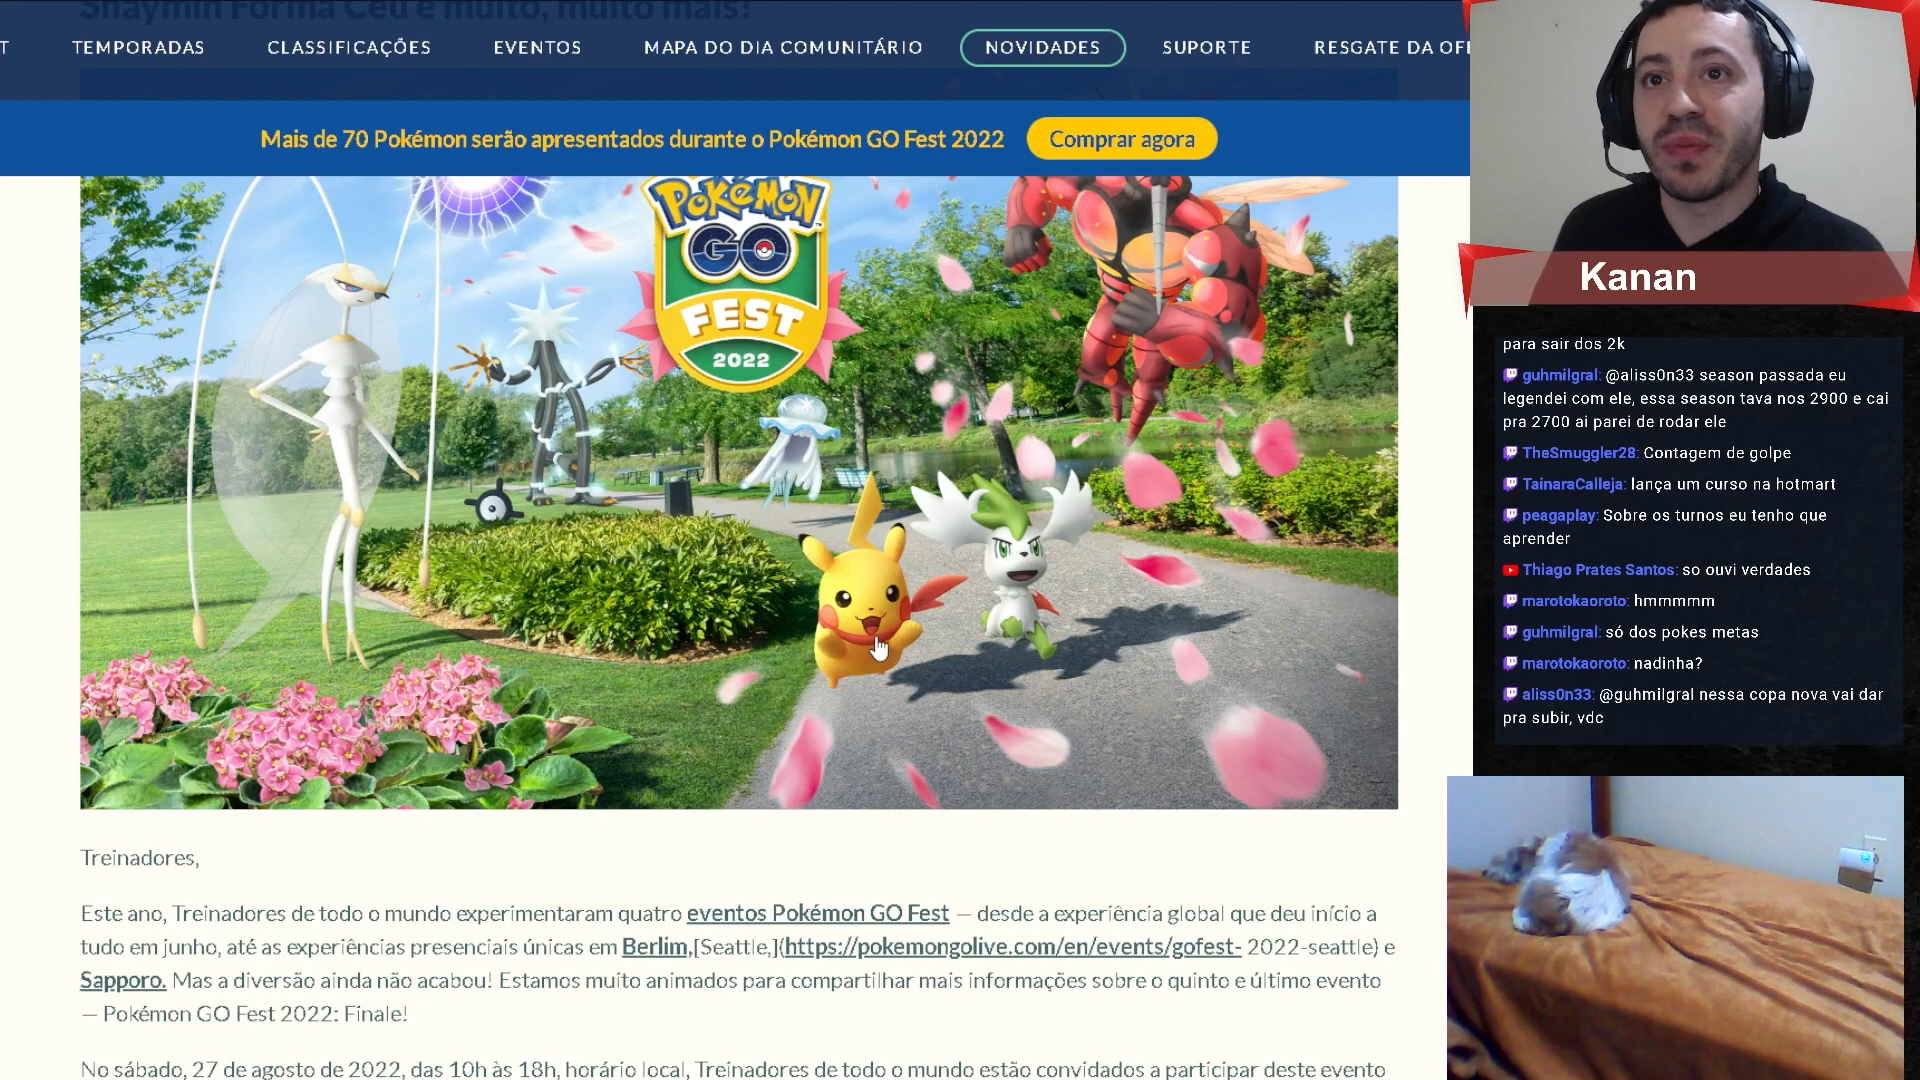 Shaymin Forma Céu e muito, muito mais!
T TEMPORADAS CLASSIFICAÇÕES EVENTOS MAPA DO DIA COMUNITÁRIO NOVIDADES SUPORTE RESGATE DA OFE
Mais de 70 Pokémon serão apresentados durante o Pokémon GO Fest 2022 Comprar agora
POKéMON
GO
FEST
2022
Treinadores,
Este ano, Treinadores de todo o mundo experimentaram quatro eventos Pokémon GO Fest — desde a experiência global que deu início a
tudo em junho, até as experiências presenciais únicas em Berlim,[Seattle,](https://pokemongolive.com/en/events/gofest- 2022-seattle) e
Sapporo. Mas a diversão ainda não acabou! Estamos muito animados para compartilhar mais informações sobre o quinto e último evento
— Pokémon GO Fest 2022: Finale!
No sábado, 27 de agosto de 2022, das 10h às 18h, horário local, Treinadores de todo o mundo estão convidados a participar deste evento
Kanan
para sair dos 2k
guhmilgral: @aliss0n33 season passada eu
legendei com ele, essa season tava nos 2900 e cai
pra 2700 ai parei de rodar ele
TheSmuggler28: Contagem de golpe
TainaraCalleja: lança um curso na hotmart
peagaplay: Sobre os turnos eu tenho que
aprender
Thiago Prates Santos: so ouvi verdades
marotokaoroto: hmmmmm
guhmilgral: só dos pokes metas
marotokaoroto: nadinha?
aliss0n33: @guhmilgral nessa copa nova vai dar
pra subir, vdc